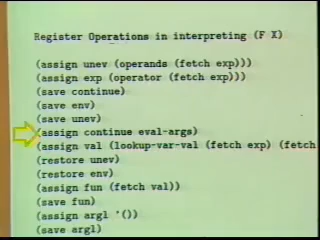 Register Operations in interpreting (F X)
(assign unev (operands (fetch exp)))
(assign exp (operator (fetch exp)))
(save continue)
(save env)
(save unev)
(assign continue eval-args)
(assign val (lookup-var-val (fetch exp) (fetch
(restore unev)
(restore env)
(assign fun (fetch val))
(save fun)
(assign argl '())
(save argl)